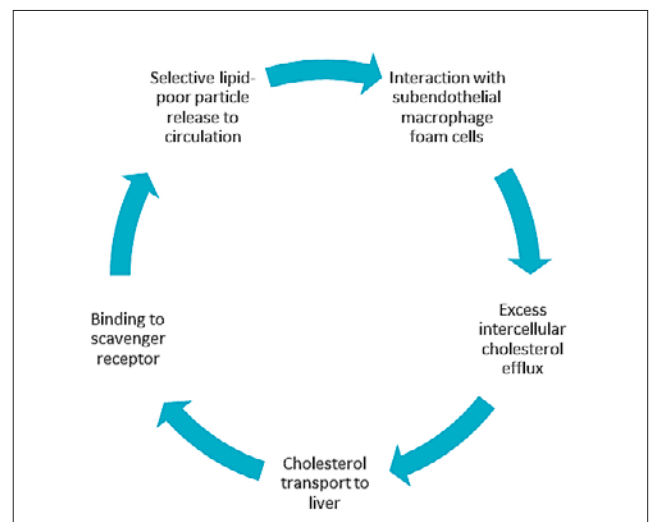 Selective lipid-
poor particle
release to
circulation
Interaction with
subendothelial
macrophage
foam cells
Excess
intercellular
cholesterol
efflux
Cholesterol
transport to
liver
Binding to
scavenger
receptor